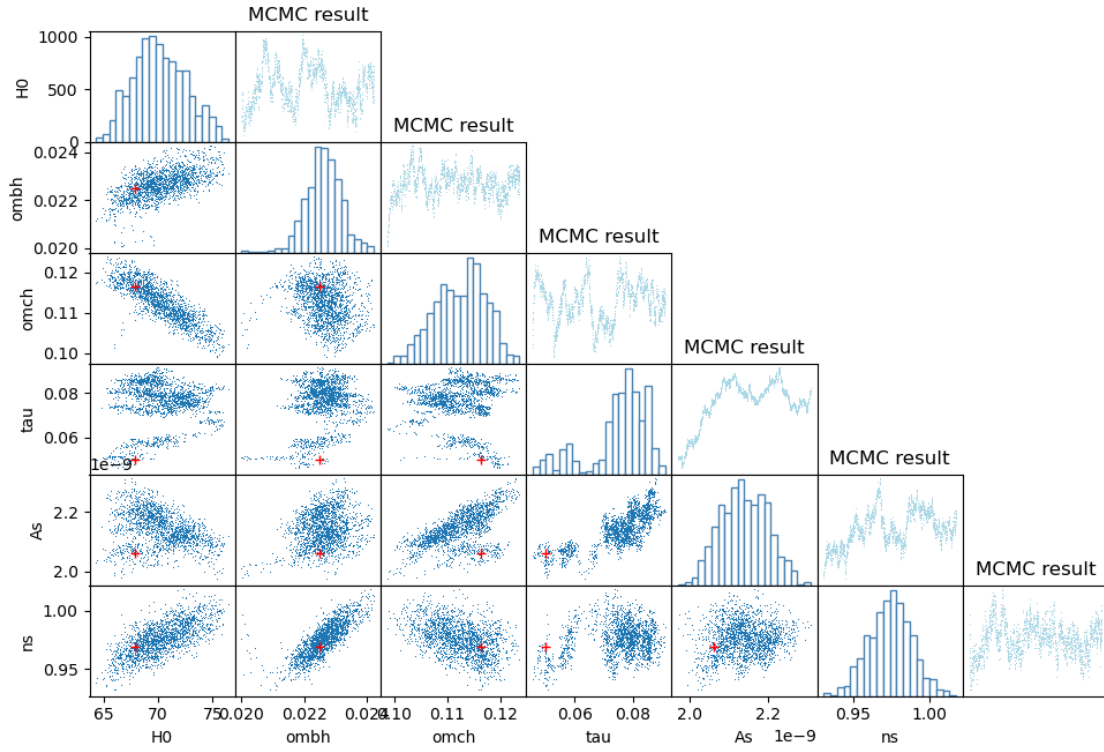 MCMC result
1000
500
0
H0
MCMC result
0.024
0.022
0.020
ombh
MCMC result
0.12
0.10
omch
MCMC result
0.08
0.06
tau
1e−9
MCMC result
2.2
2.0
As
MCMC result
1.00
0.95
ns
65 70 75 0.020 0.022 0.024 0.10 0.12 0.06 0.08 2.0 2.2 0.95 1.00
1e−9
H0 ombh omch tau As ns